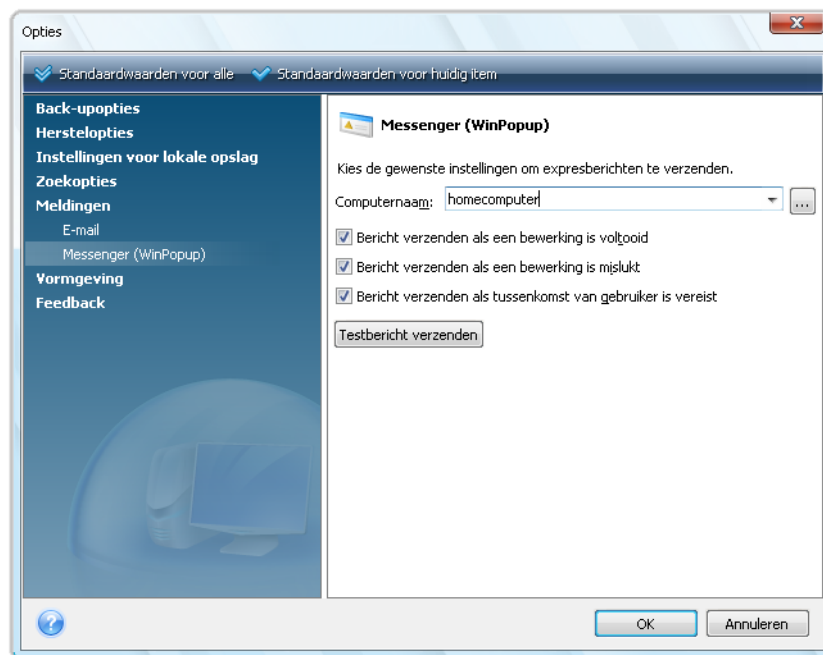 Opties
Standaardwaarden voor alle Standaardwaarden voor huidig item
Back-upopties
Herstelopties
Instellingen voor lokale opslag
Zoekopties
Meldingen
E-mail
Messenger (WinPopup)
Vormgeving
Feedback
Messenger (WinPopup)
Kies de gewenste instellingen om expresberichten te verzenden.
Computernaam: homecomputer ...
Bericht verzenden als een bewerking is voltooid
Bericht verzenden als een bewerking is mislukt
Bericht verzenden als tussenkomst van gebruiker is vereist
Testbericht verzenden
? OK Annuleren